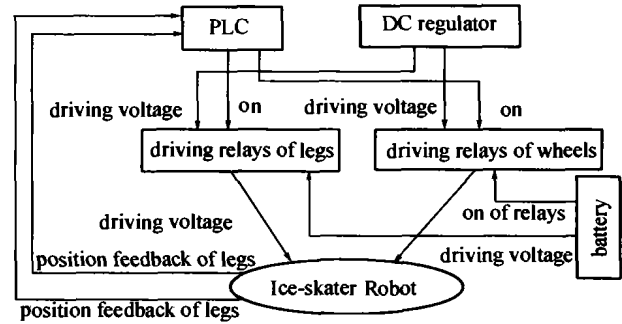 PLC
DC regulator
driving voltage
on
driving voltage
on
driving relays of legs
driving relays of wheels
driving voltage
on of relays
battery
driving voltage
position feedback of legs
Ice-skater Robot
position feedback of legs